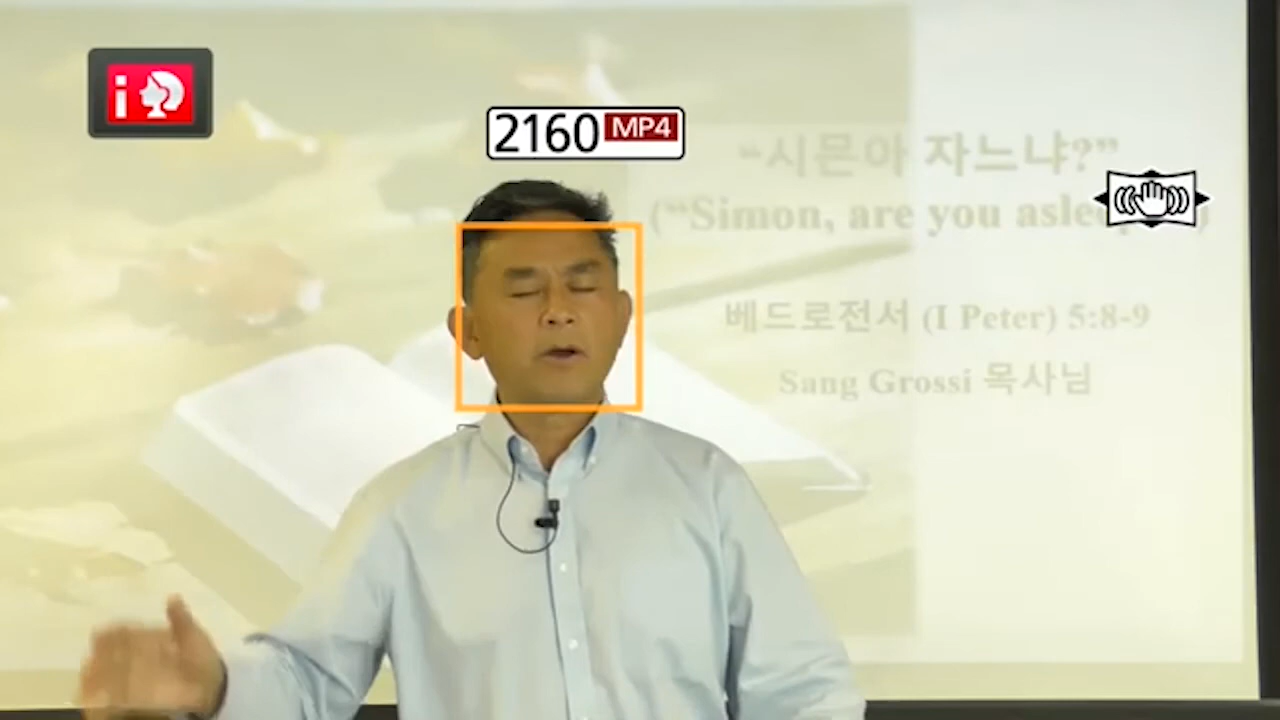 i
2160 MP4
“시몬아 자느냐?”
(“Simon, are you asleep?”)
베드로전서 (I Peter) 5:8-9
Sang Grossi 목사님